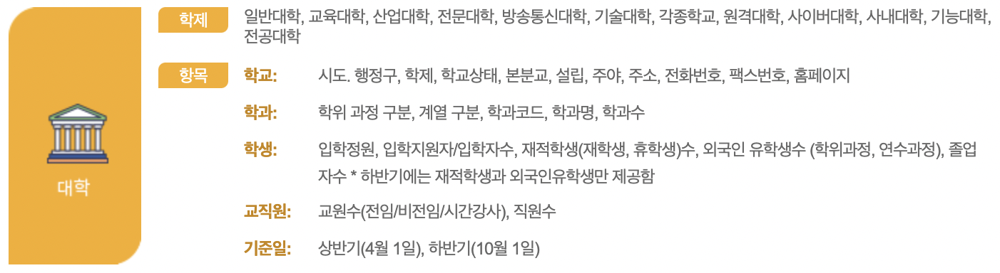 학제
일반대학, 교육대학, 산업대학, 전문대학, 방송통신대학, 기술대학, 각종학교, 원격대학, 사이버대학, 사내대학, 기능대학,
전공대학
항목
학교: 시도. 행정구, 학제, 학교상태, 본분교, 설립, 주야, 주소, 전화번호, 팩스번호, 홈페이지
학과: 학위 과정 구분, 계열 구분, 학과코드, 학과명, 학과수
학생: 입학정원, 입학지원자/입학자수, 재적학생(재학생, 휴학생)수, 외국인 유학생수 (학위과정, 연수과정), 졸업
자수 * 하반기에는 재적학생과 외국인유학생만 제공함
교직원: 교원수(전임/비전임/시간강사), 직원수
기준일: 상반기(4월 1일), 하반기(10월 1일)
대학